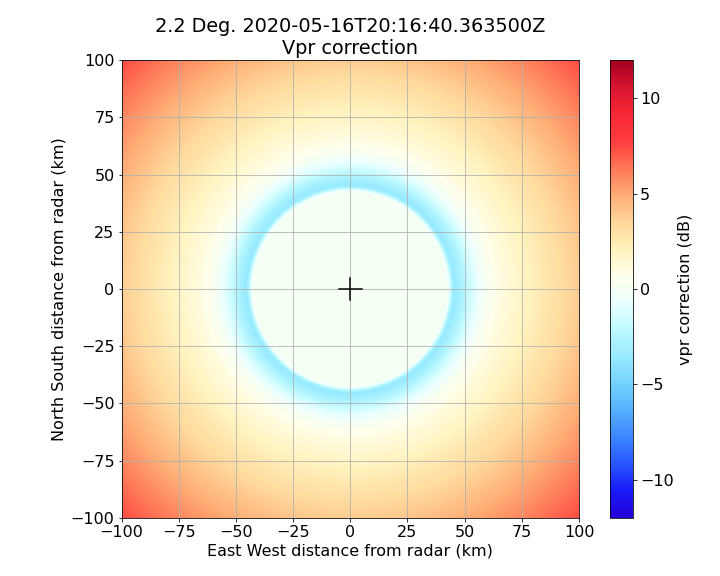 2.2 Deg. 2020-05-16T20:16:40.363500Z
Vpr correction
100
75
50
25
0
−25
−50
−75
−100
North South distance from radar (km)
−100 −75 −50 −25 0 25 50 75 100
East West distance from radar (km)
10
5
0
−5
−10
vpr correction (dB)